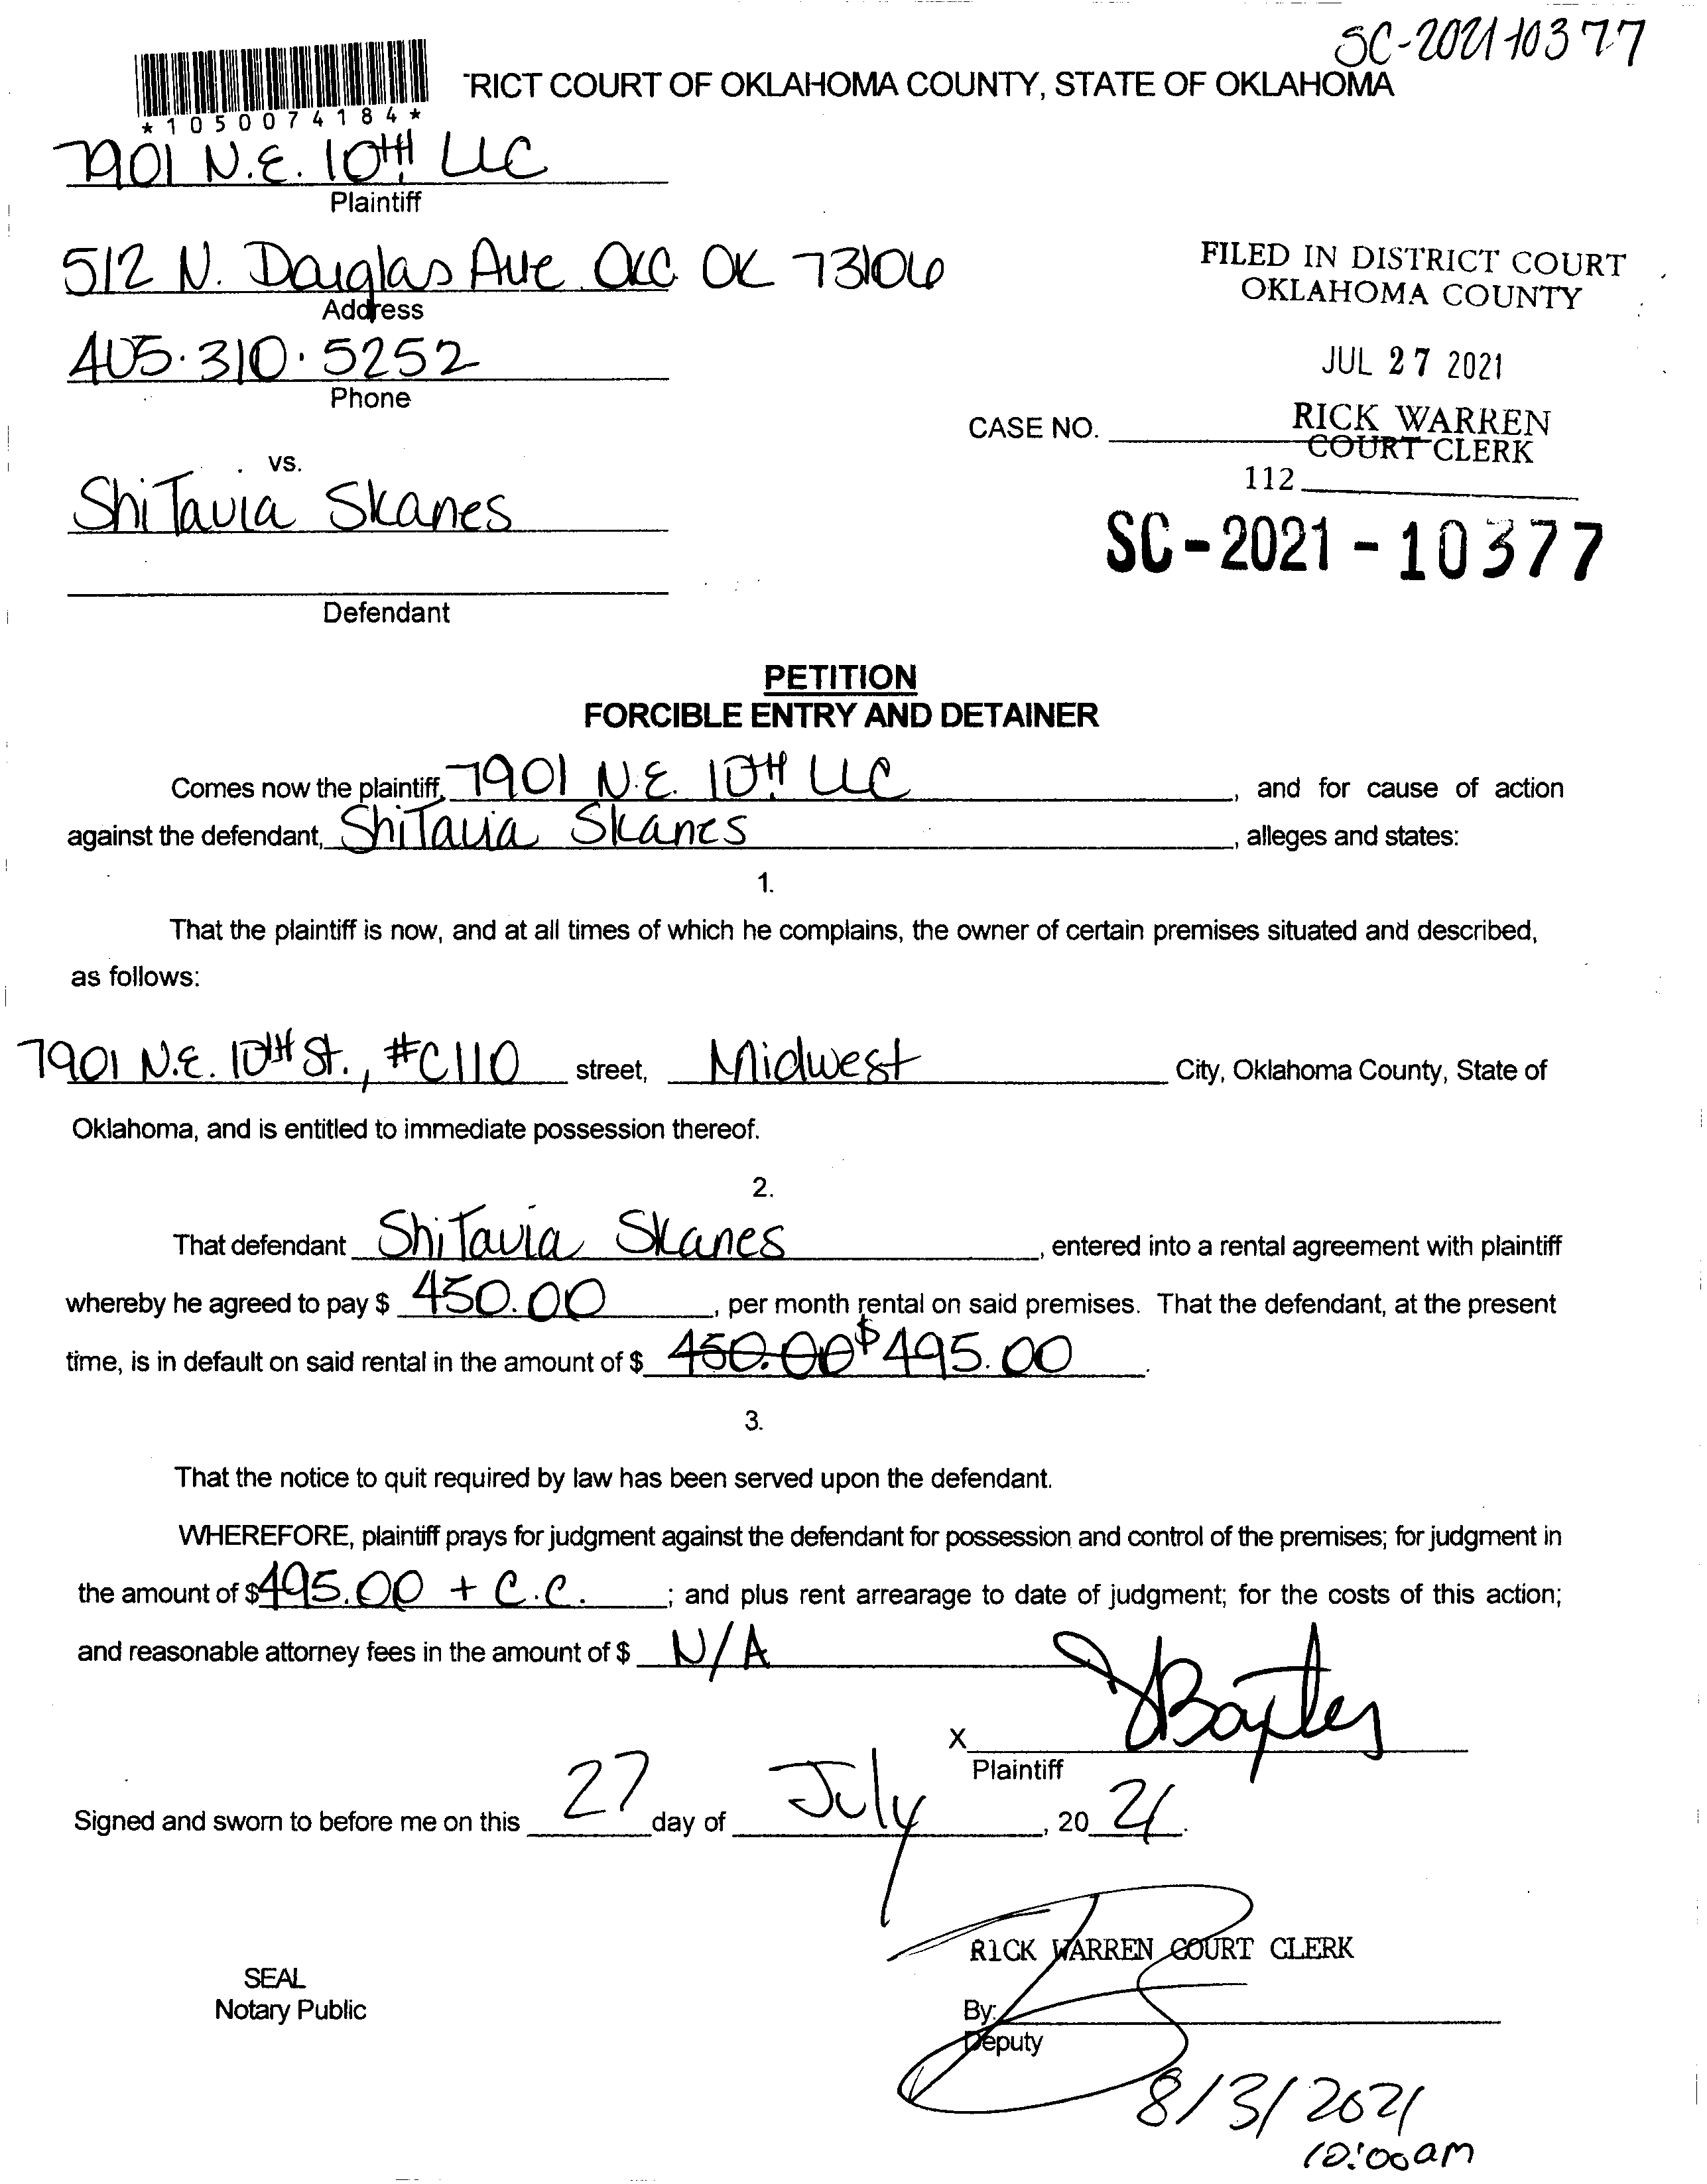 SC-2021-10377
RICT COURT OF OKLAHOMA COUNTY, STATE OF OKLAHOMA
*1050074184*
7901 N.E. 10TH LLC
Plaintiff
512 N. Douglas Ave OKC OK 73106
Address
FILED IN DISTRICT COURT
OKLAHOMA COUNTY
405.310.5252
Phone
JUL 27 2021
CASE NO.
RICK WARREN
COURT CLERK
112
vs.
ShiTavia Skanes
SC-2021-10377
Defendant
PETITION
FORCIBLE ENTRY AND DETAINER
Comes now the plaintiff, 7901 N.E. 10TH LLC, and for cause of action
against the defendant, ShiTavia Skanes, alleges and states:
1.
That the plaintiff is now, and at all times of which he complains, the owner of certain premises situated and described,
as follows:
7901 N.E. 10TH St., #C110 street, Midwest City, Oklahoma County, State of
Oklahoma, and is entitled to immediate possession thereof.
2.
That defendant ShiTavia Skanes, entered into a rental agreement with plaintiff
whereby he agreed to pay $ 450.00, per month rental on said premises. That the defendant, at the present
time, is in default on said rental in the amount of $ 450.00 $495.00.
3.
That the notice to quit required by law has been served upon the defendant.
WHEREFORE, plaintiff prays for judgment against the defendant for possession and control of the premises; for judgment in
the amount of $495.00 + C.C.; and plus rent arrearage to date of judgment; for the costs of this action;
and reasonable attorney fees in the amount of $ N/A
X JBaxter
Plaintiff
Signed and sworn to before me on this 27 day of July, 2021.
RICK WARREN COURT CLERK
SEAL
Notary Public
By:
Deputy
8/3/2021
10:00am